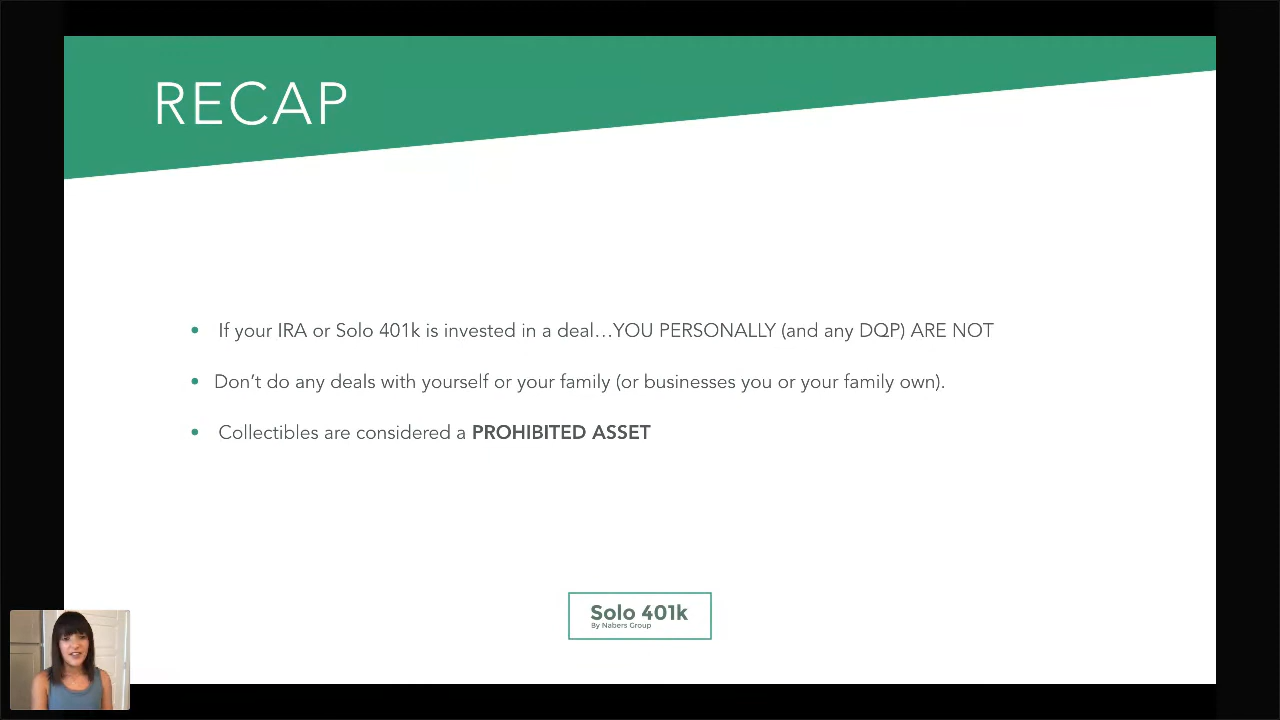 RECAP
• If your IRA or Solo 401k is invested in a deal…YOU PERSONALLY (and any DQP) ARE NOT
• Don’t do any deals with yourself or your family (or businesses you or your family own).
• Collectibles are considered a PROHIBITED ASSET
Solo 401k
By Nabers Group